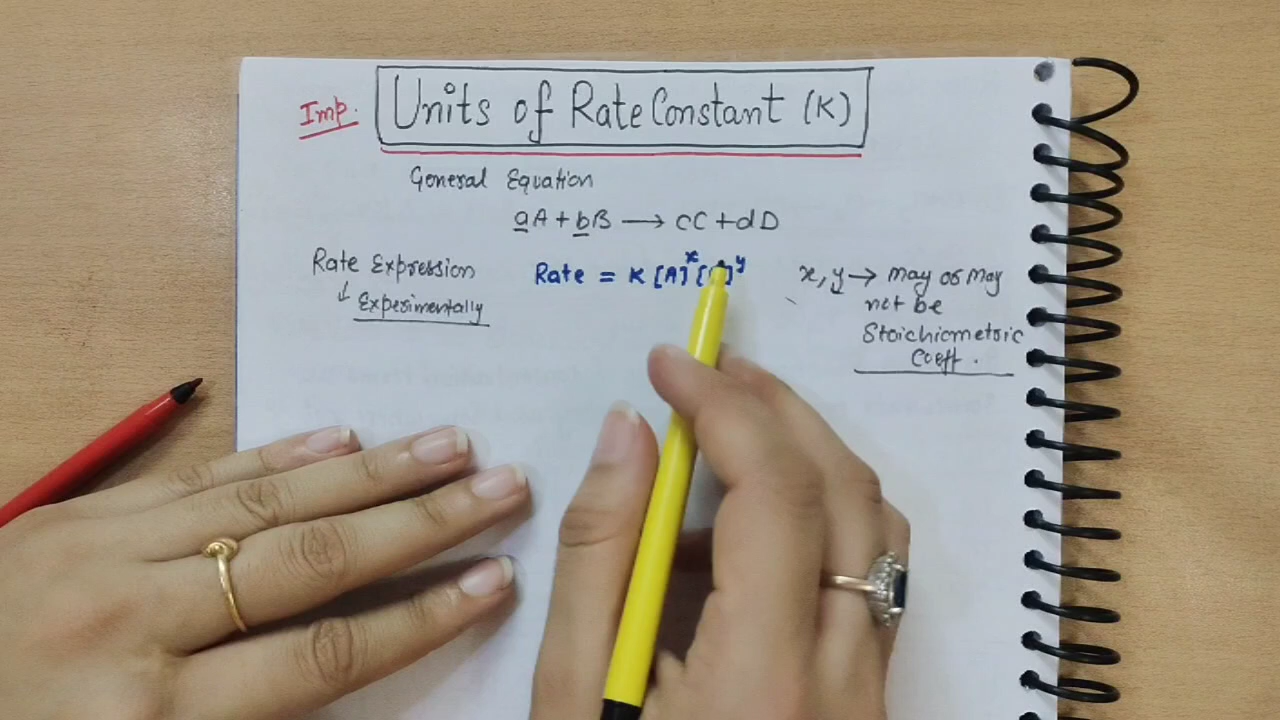 Imp. Units of Rate Constant (K)
General Equation
aA + bB → cC + dD
Rate Expression
↓ Experimentally
Rate = K [A]^x [ ]^y
x, y → may or may
not be
Stoichiometric
Coeff.